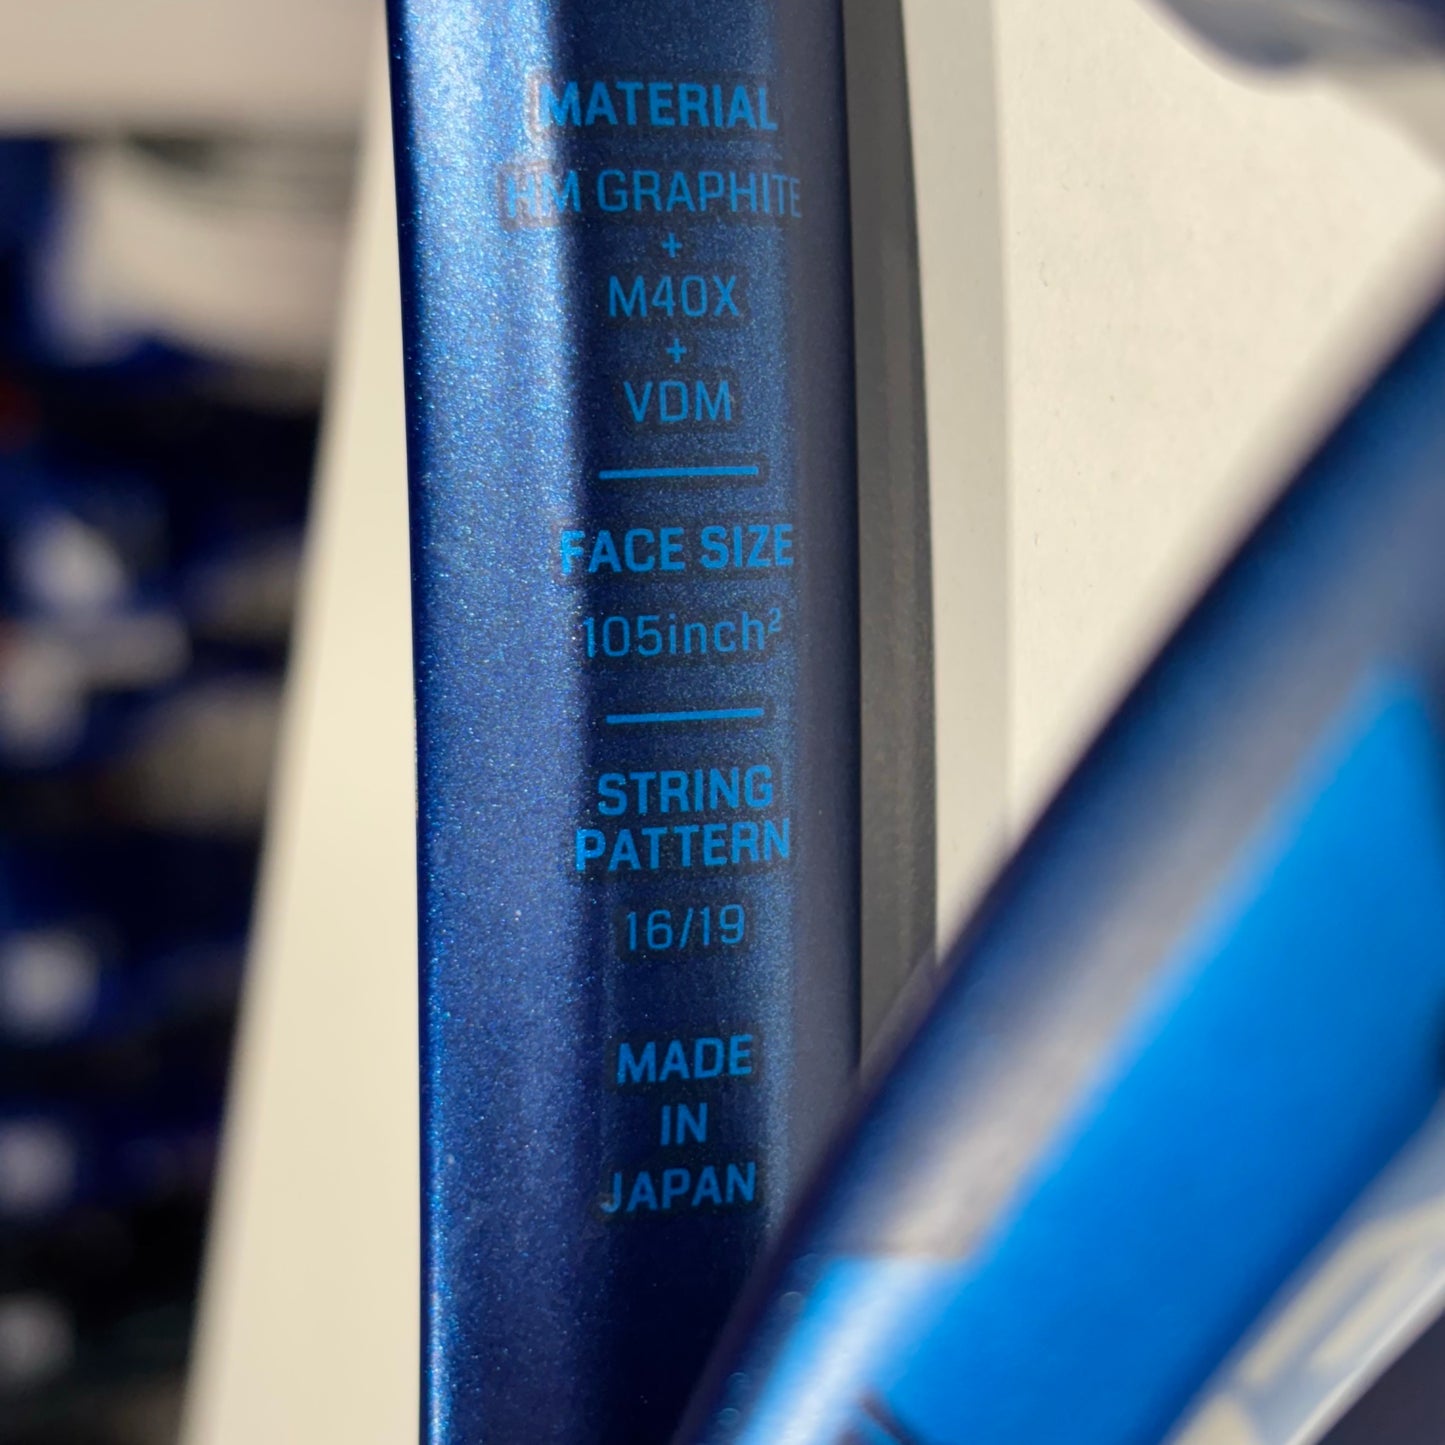 MATERIAL
HM GRAPHITE
+
M40X
+
VDM
FACE SIZE
105inch²
STRING
PATTERN
16/19
MADE
IN
JAPAN